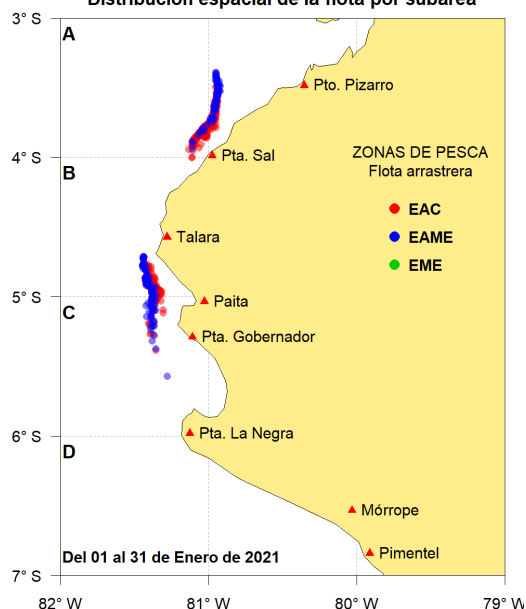 Distribución espacial de la flota por subárea
3° S
A
Pto. Pizarro
4° S
Pta. Sal
ZONAS DE PESCA
Flota arrastrera
B
EAC
EAME
EME
Talara
5° S
Paita
C
Pta. Gobernador
6° S
Pta. La Negra
D
Mórrope
Pimentel
Del 01 al 31 de Enero de 2021
7° S
82° W
81° W
80° W
79° W